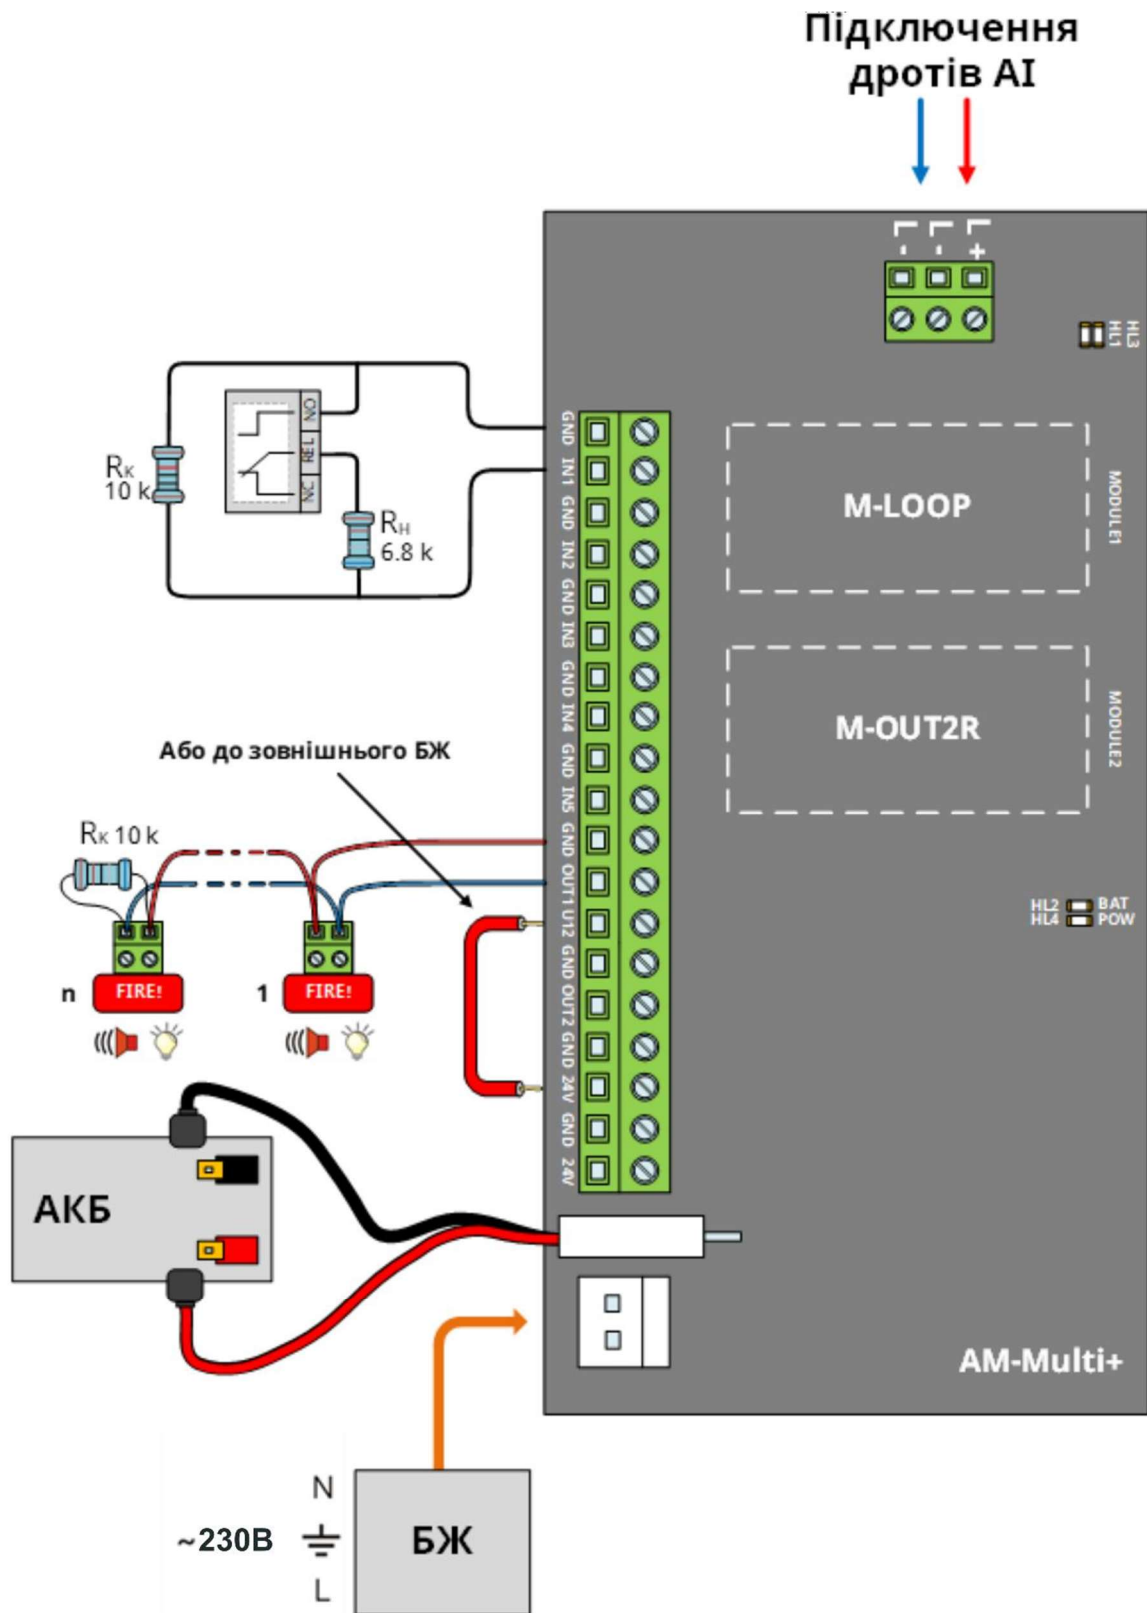 Підключення
дротів АІ
L L L
- - +
HL3
HL1
GND
IN1
GND
IN2
GND
IN3
GND
IN4
GND
IN5
GND
OUT1
U12
GND
OUT2
GND
24V
GND
24V
M-LOOP
MODULE1
M-OUT2R
MODULE2
NO
REL
NC
Rк
10 k
Rн
6.8 k
Або до зовнішнього БЖ
Rк 10 k
HL2 BAT
HL4 POW
n FIRE!
1 FIRE!
АКБ
AM-Multi+
N
~230В
L
БЖ